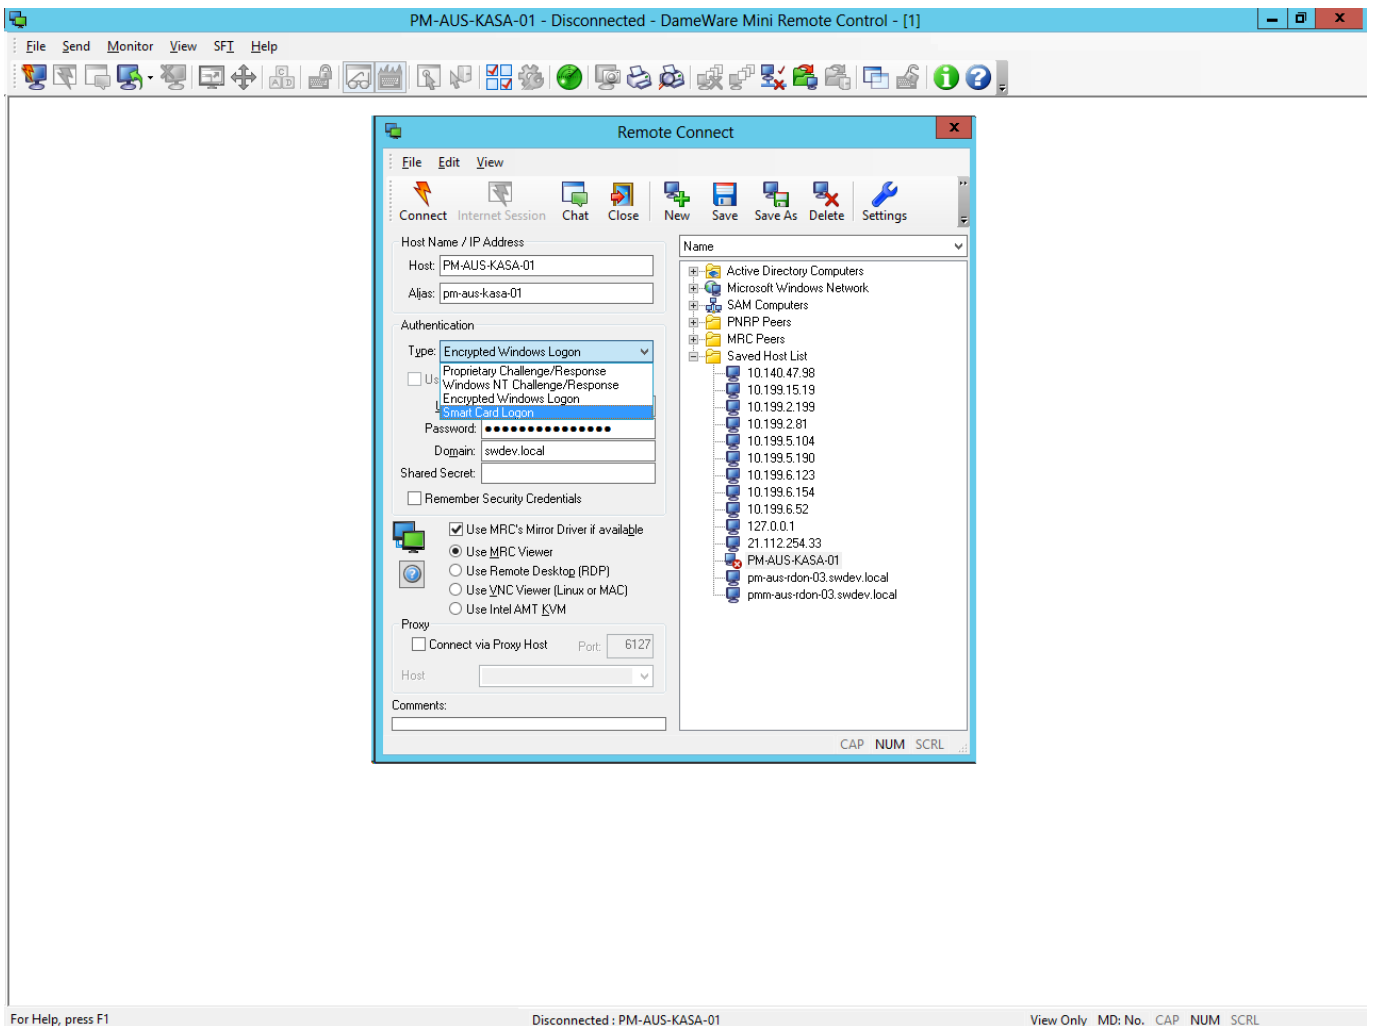 PM-AUS-KASA-01 - Disconnected - DameWare Mini Remote Control - [1]
File Send Monitor View SFT Help
Remote Connect
File Edit View
Connect Internet Session Chat Close New Save Save As Delete Settings
Host Name / IP Address
Host: PM-AUS-KASA-01
Alias: pm-aus-kasa-01
Authentication
Type: Encrypted Windows Logon
Proprietary Challenge/Response
Us
Windows NT Challenge/Response
Encrypted Windows Logon
Smart Card Logon
Password:
Domain: swdev.local
Shared Secret:
Remember Security Credentials
Use MRC's Mirror Driver if available
Use MRC Viewer
Use Remote Desktop (RDP)
Use VNC Viewer (Linux or MAC)
Use Intel AMT KVM
Proxy
Connect via Proxy Host Port: 6127
Host
Comments:
Name
Active Directory Computers
Microsoft Windows Network
SAM Computers
PNRP Peers
MRC Peers
Saved Host List
10.140.47.98
10.199.15.19
10.199.2.199
10.199.2.81
10.199.5.104
10.199.5.190
10.199.6.123
10.199.6.154
10.199.6.52
127.0.0.1
21.112.254.33
PM-AUS-KASA-01
pm-aus-rdon-03.swdev.local
pmm-aus-rdon-03.swdev.local
CAP NUM SCRL
For Help, press F1
Disconnected : PM-AUS-KASA-01
View Only MD: No. CAP NUM SCRL